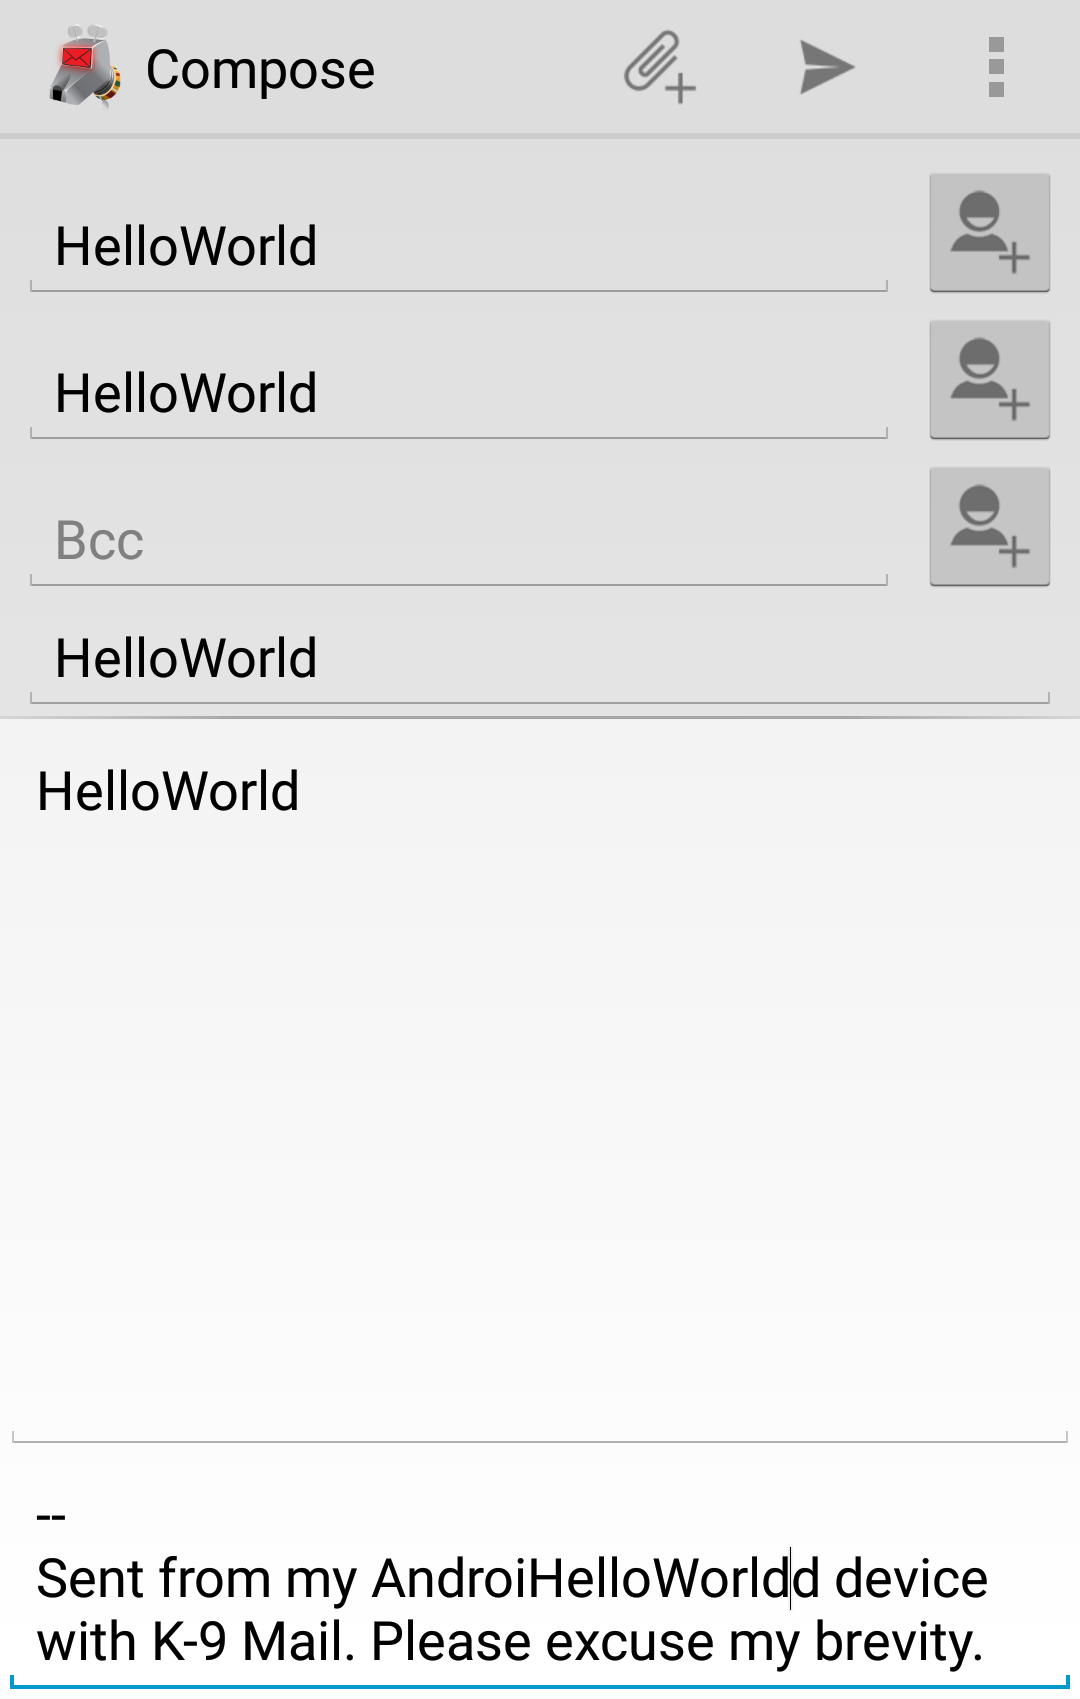 Compose
HelloWorld
HelloWorld
Bcc
HelloWorld
HelloWorld
--
Sent from my AndroiHelloWorldd device
with K-9 Mail. Please excuse my brevity.